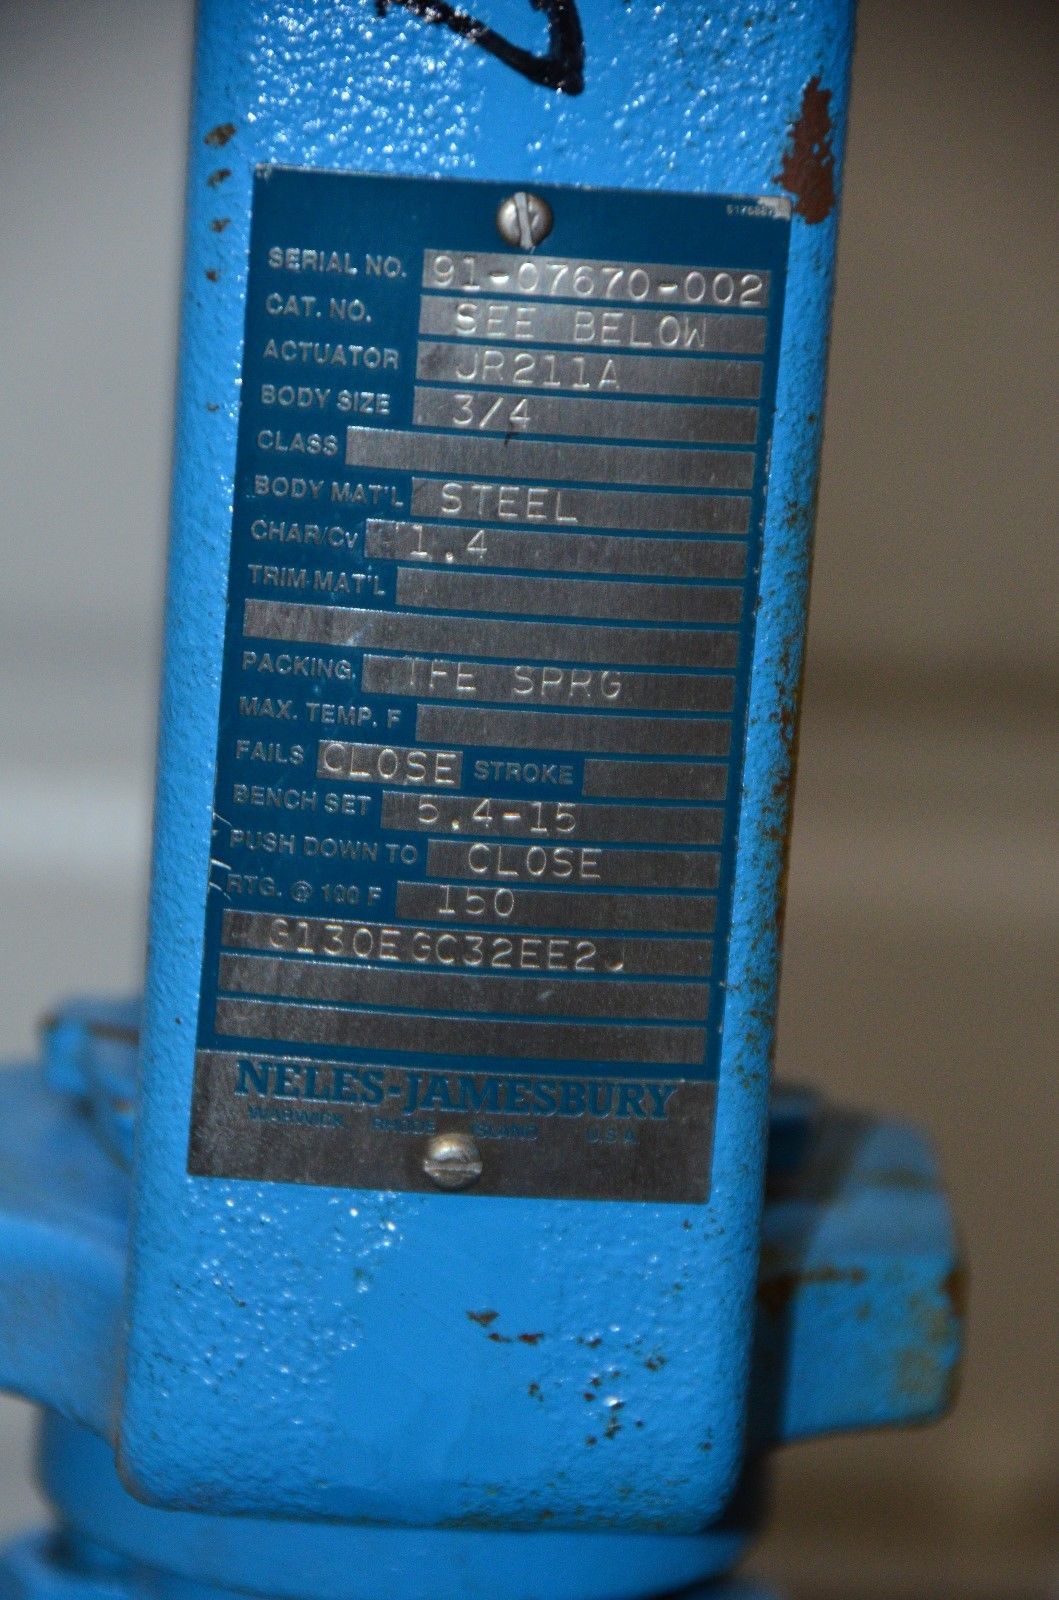 SERIAL NO. 91-07670-002
CAT. NO. SEE BELOW
ACTUATOR JR211A
BODY SIZE 3/4
CLASS
BODY MAT'L STEEL
CHAR/Cv 1.4
TRIM MAT'L
PACKING TFE SPRG
MAX. TEMP. F
FAILS CLOSE STROKE
BENCH SET 5.4-15
PUSH DOWN TO CLOSE
RTG. @ 100 F 150
G130EGC32EE2J
NELES-JAMESBURY
WARWICK RHODE ISLAND U.S.A.